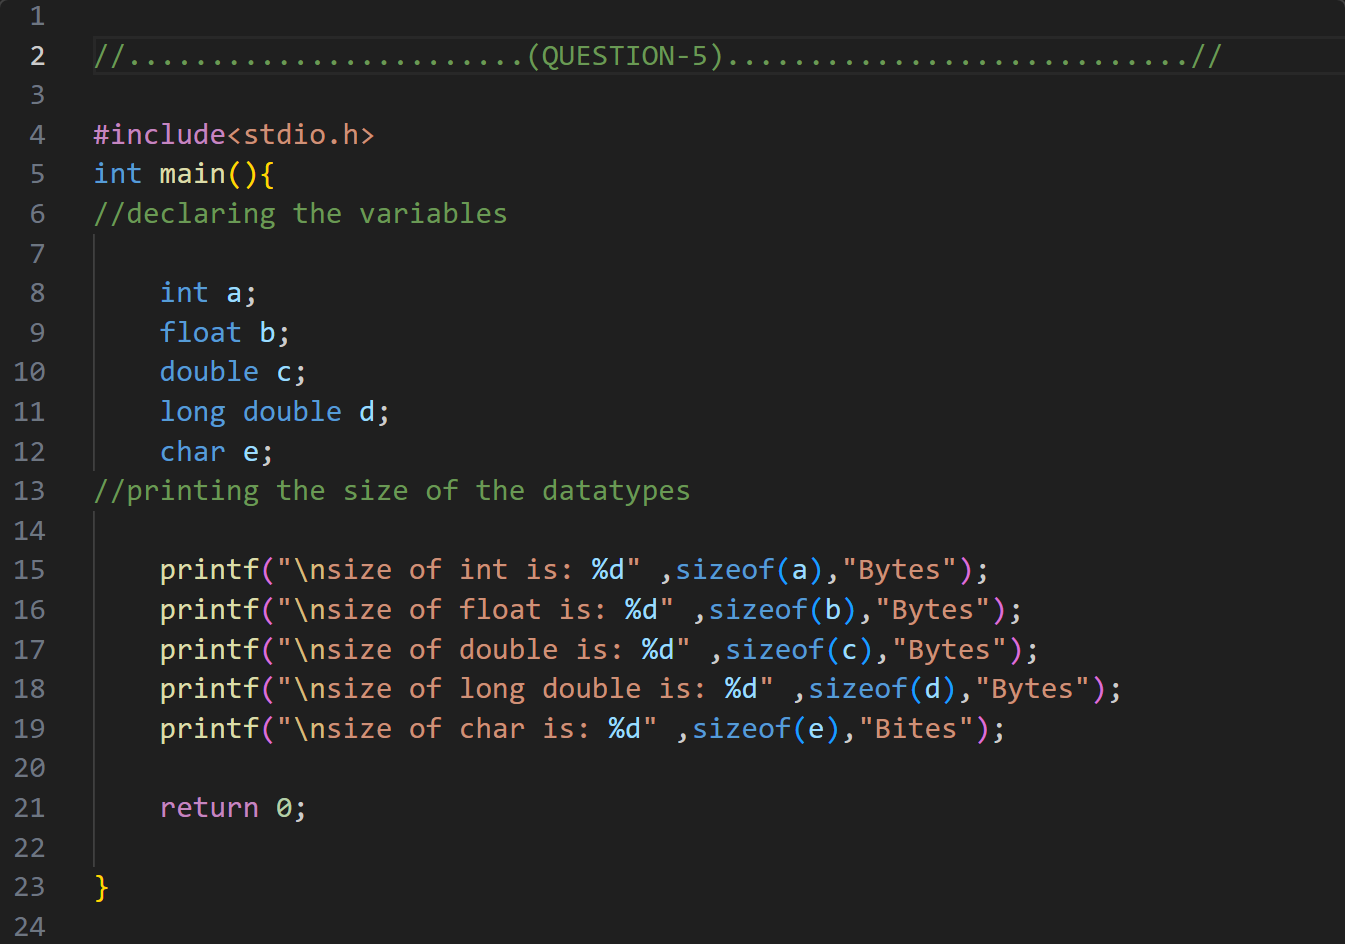 1
2 //........................(QUESTION-5)............................//
3
4 #include<stdio.h>
5 int main(){
6 //declaring the variables
7
8     int a;
9     float b;
10     double c;
11     long double d;
12     char e;
13 //printing the size of the datatypes
14
15     printf("\nsize of int is: %d" ,sizeof(a),"Bytes");
16     printf("\nsize of float is: %d" ,sizeof(b),"Bytes");
17     printf("\nsize of double is: %d" ,sizeof(c),"Bytes");
18     printf("\nsize of long double is: %d" ,sizeof(d),"Bytes");
19     printf("\nsize of char is: %d" ,sizeof(e),"Bites");
20
21     return 0;
22
23 }
24